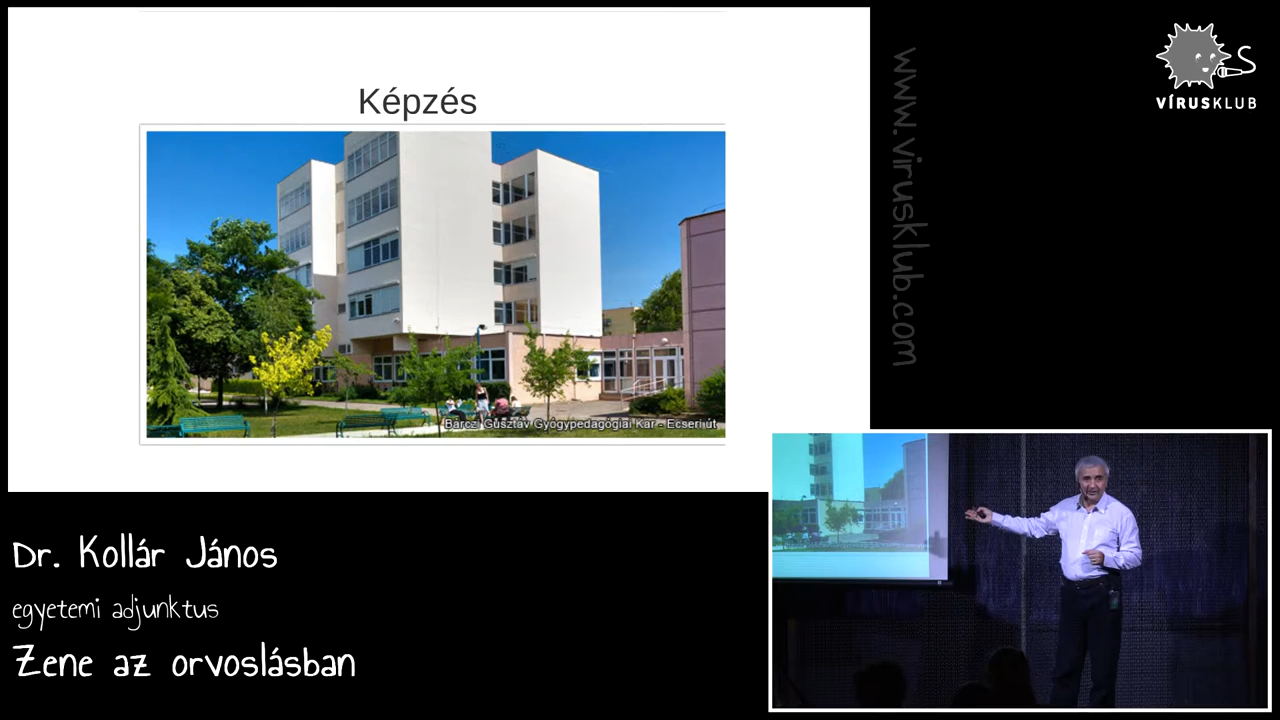 Képzés
Bárczi Gusztáv Gyógypedagógiai Kar - Ecseri út
www.virusklub.com
VÍRUSKLUB
Dr. Kollár János
egyetemi adjunktus
Zene az orvoslásban